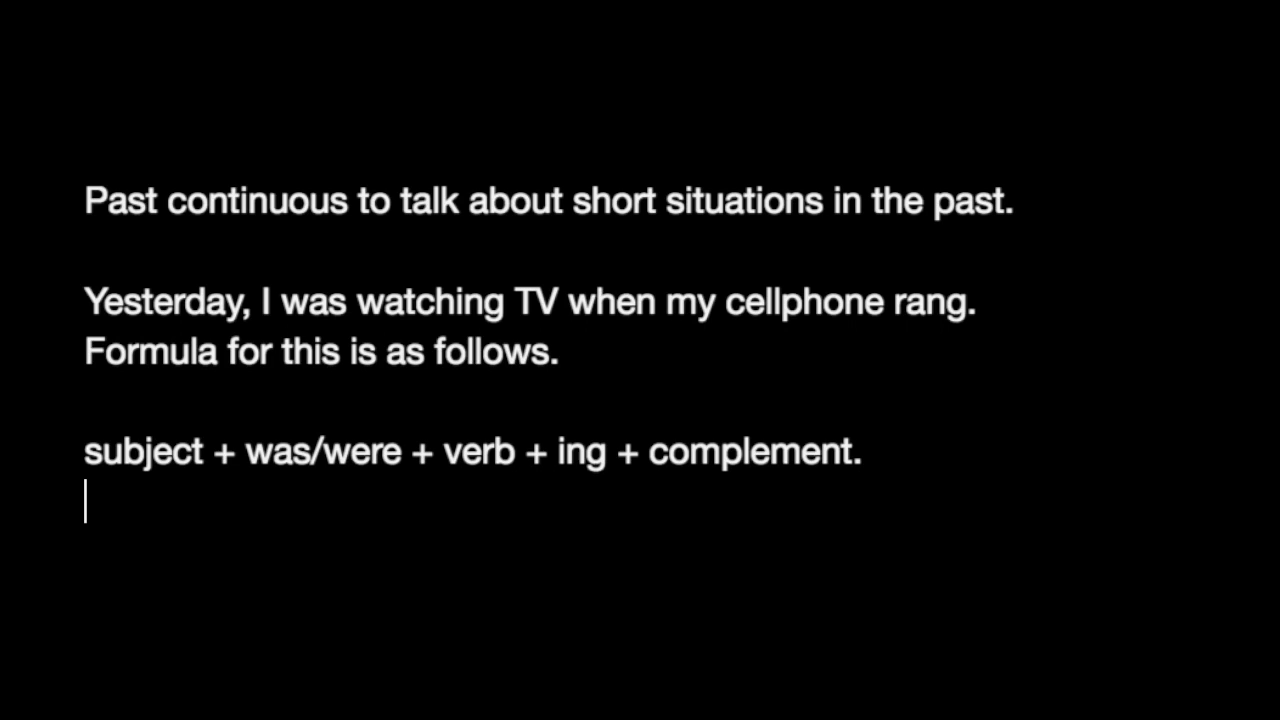 Past continuous to talk about short situations in the past.
Yesterday, I was watching TV when my cellphone rang.
Formula for this is as follows.
subject + was/were + verb + ing + complement.